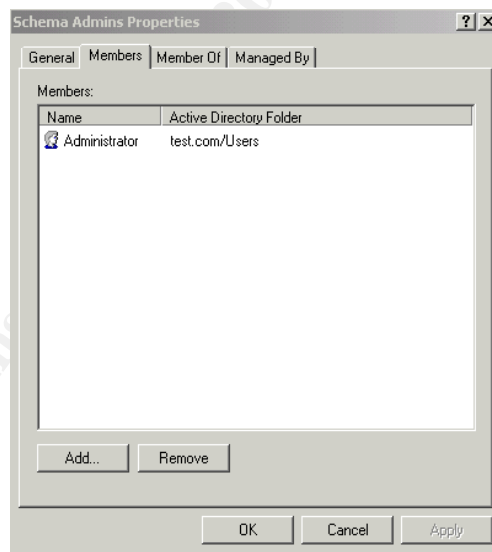 Schema Admins Properties
General Members Member Of Managed By
Members:
Name Active Directory Folder
Administrator test.com/Users
Add... Remove
OK Cancel Apply